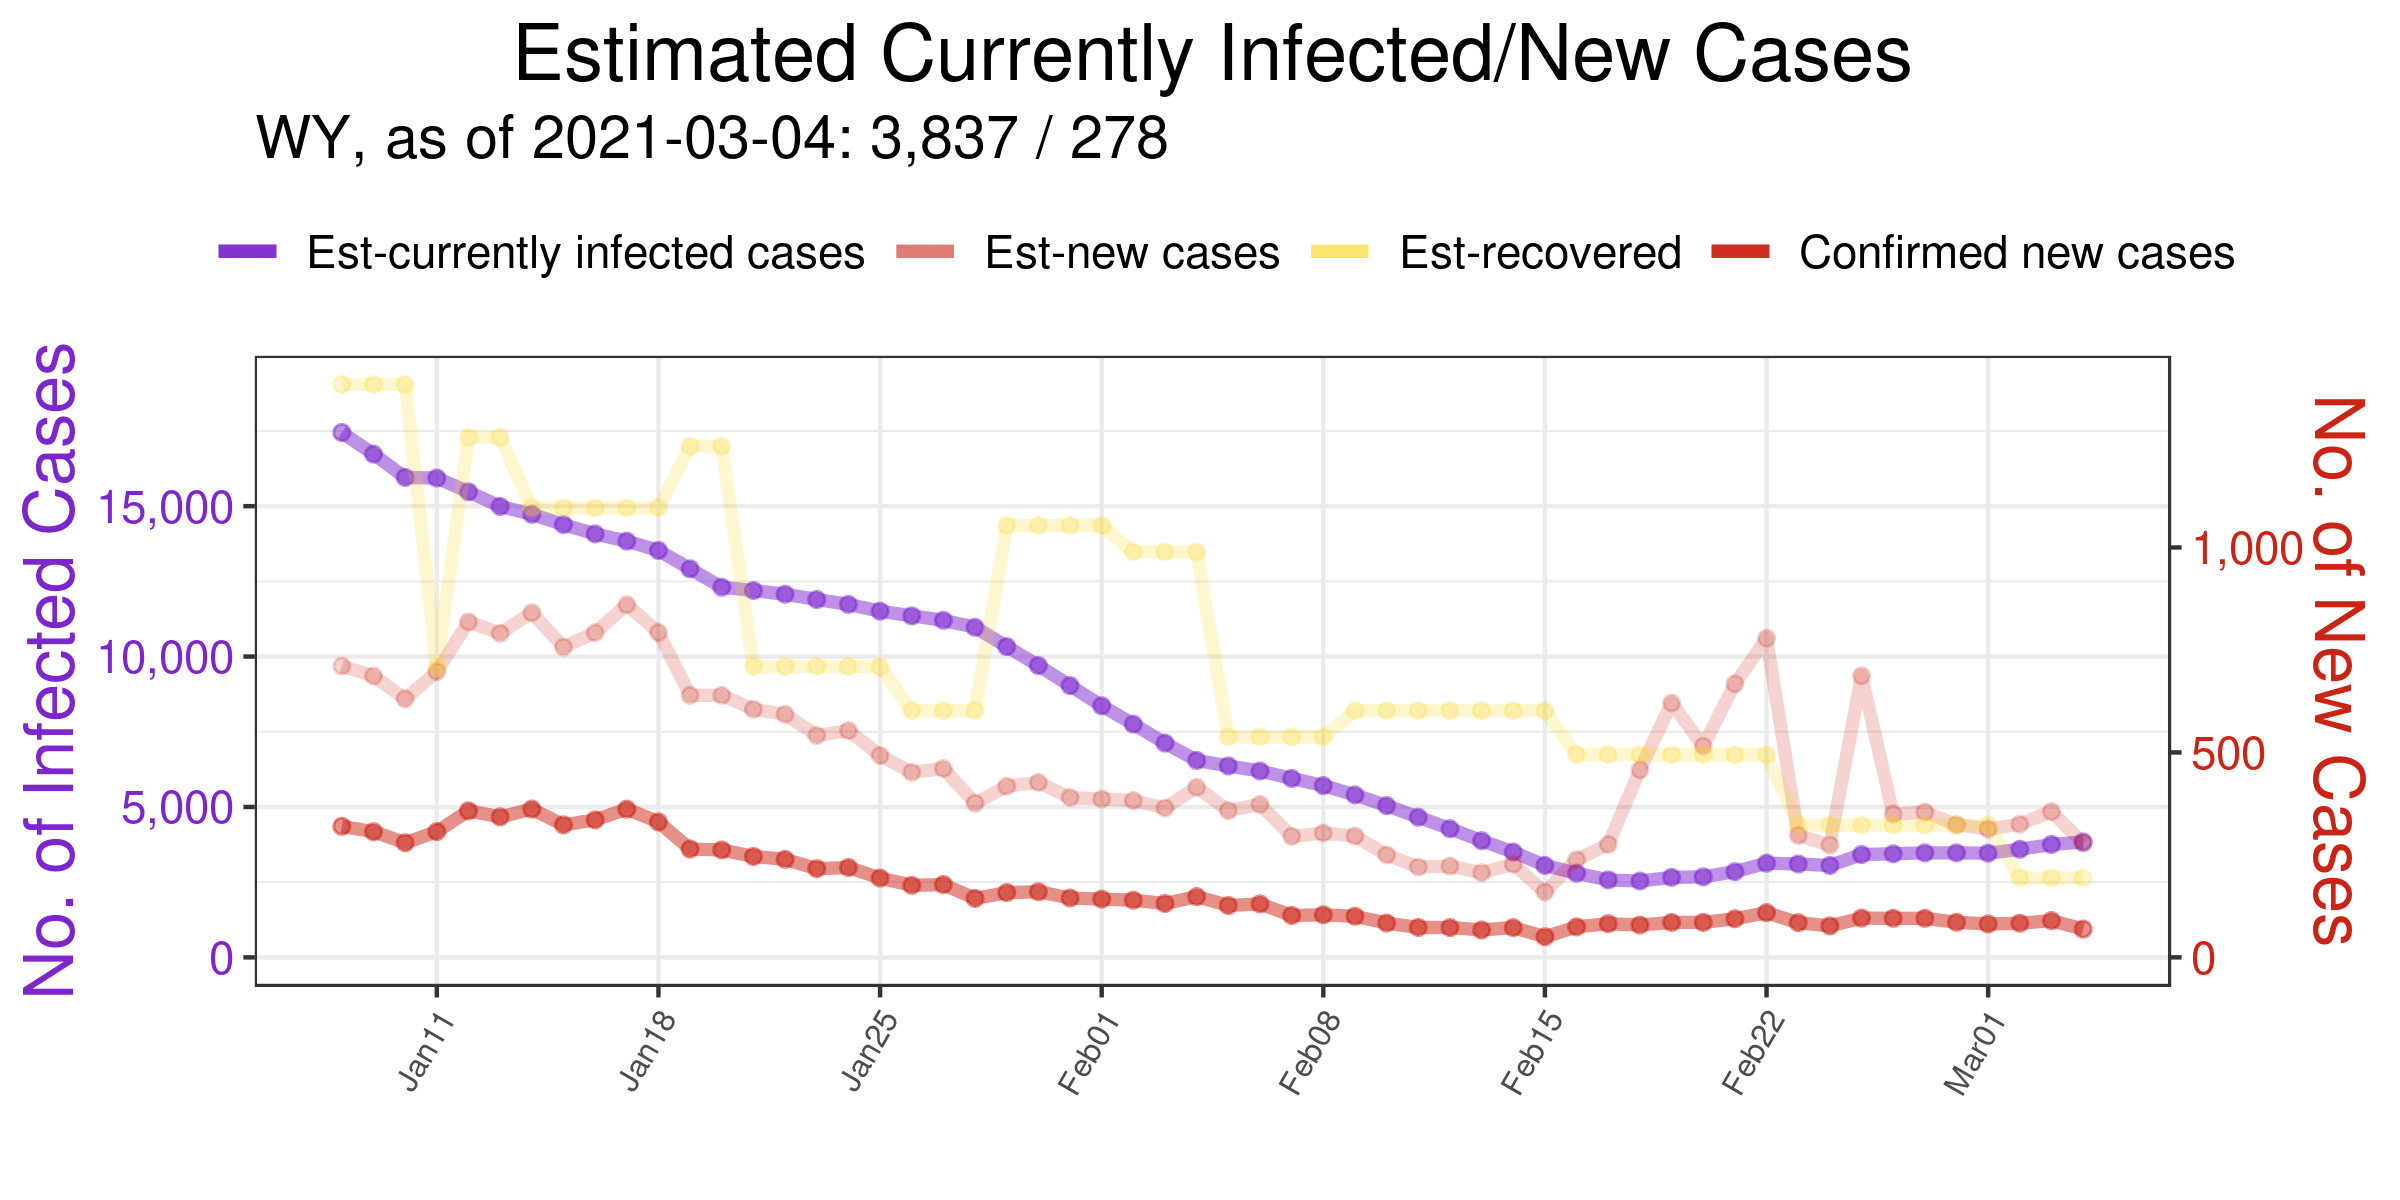 Estimated Currently Infected/New Cases
WY, as of 2021-03-04: 3,837 / 278
Est-currently infected cases Est-new cases Est-recovered Confirmed new cases
No. of Infected Cases
15,000
10,000
5,000
0
1,000
500
0
No. of New Cases
Jan11 Jan18 Jan25 Feb01 Feb08 Feb15 Feb22 Mar01